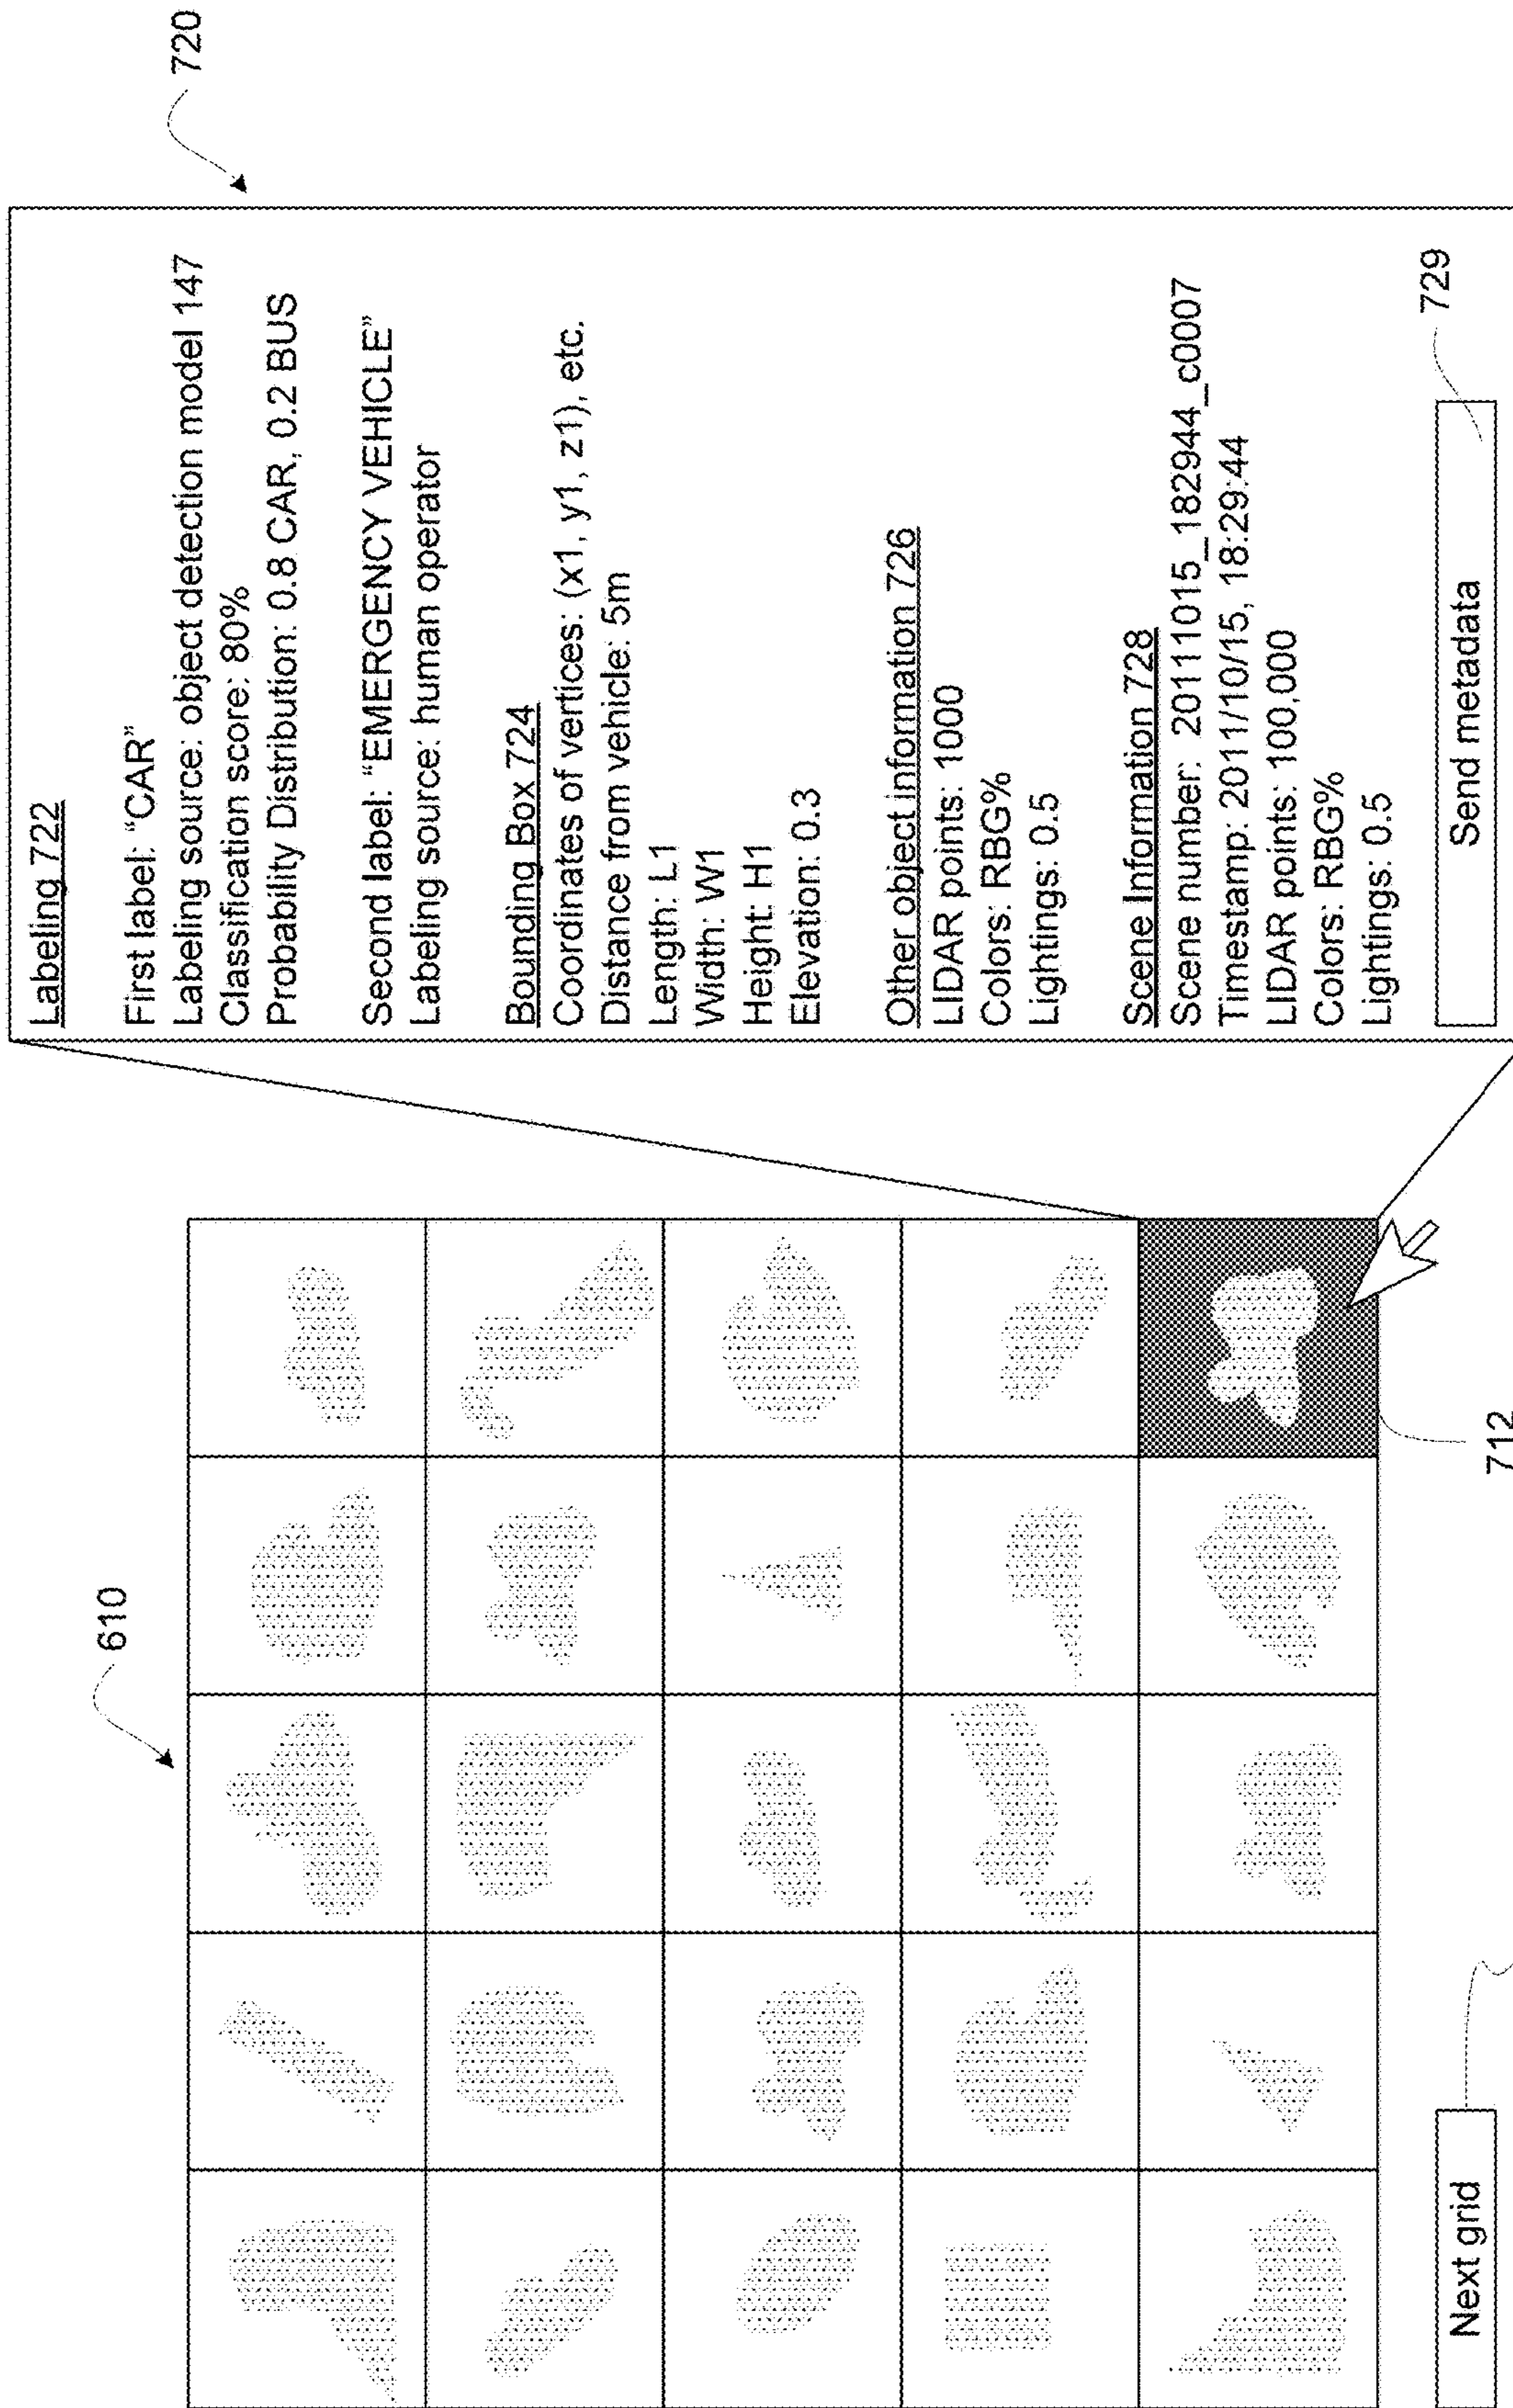 610
720
Labeling 722
First label: “CAR”
Labeling source: object detection model 147
Classification score: 80%
Probability Distribution: 0.8 CAR, 0.2 BUS
Second label: “EMERGENCY VEHICLE”
Labeling source: human operator
Bounding Box 724
Coordinates of vertices: (x1, y1, z1), etc.
Distance from vehicle: 5m
Length: L1
Width: W1
Height: H1
Elevation: 0.3
Other object information 726
LIDAR points: 1000
Colors: RBG%
Lightings: 0.5
Scene Information 728
Scene number: 20111015_182944_c0007
Timestamp: 2011/10/15, 18:29:44
LIDAR points: 100,000
Colors: RBG%
Lightings: 0.5
Send metadata
729
Next grid
712